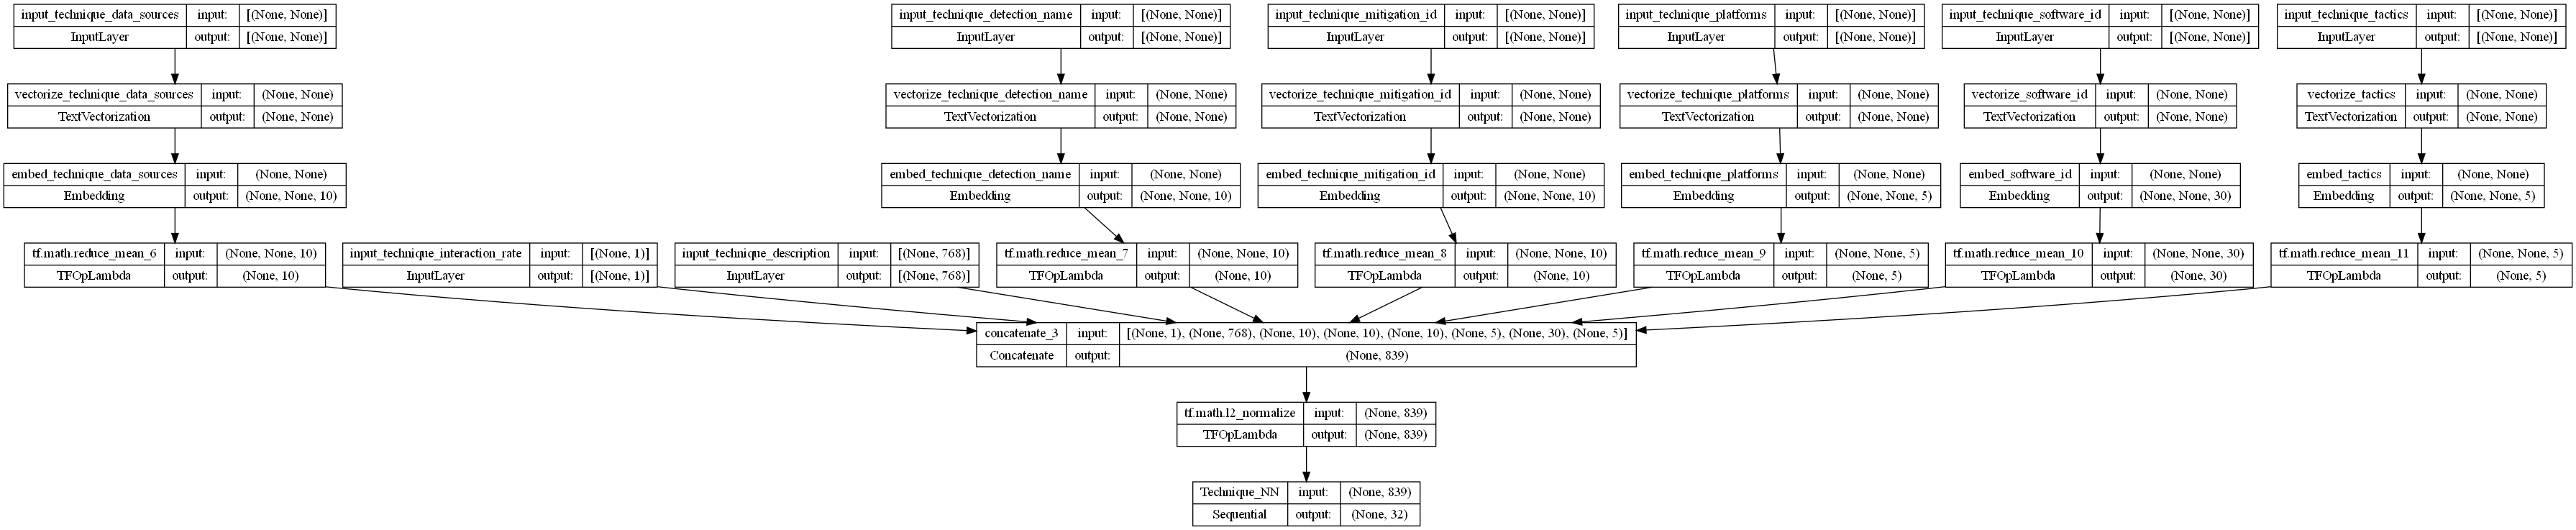 input_technique_data_sources input: [(None, None)]
InputLayer output: [(None, None)]
input_technique_detection_name input: [(None, None)]
InputLayer output: [(None, None)]
input_technique_mitigation_id input: [(None, None)]
InputLayer output: [(None, None)]
input_technique_platforms input: [(None, None)]
InputLayer output: [(None, None)]
input_technique_software_id input: [(None, None)]
InputLayer output: [(None, None)]
input_technique_tactics input: [(None, None)]
InputLayer output: [(None, None)]
vectorize_technique_data_sources input: (None, None)
TextVectorization output: (None, None)
vectorize_technique_detection_name input: (None, None)
TextVectorization output: (None, None)
vectorize_technique_mitigation_id input: (None, None)
TextVectorization output: (None, None)
vectorize_technique_platforms input: (None, None)
TextVectorization output: (None, None)
vectorize_software_id input: (None, None)
TextVectorization output: (None, None)
vectorize_tactics input: (None, None)
TextVectorization output: (None, None)
embed_technique_data_sources input: (None, None)
Embedding output: (None, None, 10)
embed_technique_detection_name input: (None, None)
Embedding output: (None, None, 10)
embed_technique_mitigation_id input: (None, None)
Embedding output: (None, None, 10)
embed_technique_platforms input: (None, None)
Embedding output: (None, None, 5)
embed_software_id input: (None, None)
Embedding output: (None, None, 30)
embed_tactics input: (None, None)
Embedding output: (None, None, 5)
tf.math.reduce_mean_6 input: (None, None, 10)
TFOpLambda output: (None, 10)
input_technique_interaction_rate input: [(None, 1)]
InputLayer output: [(None, 1)]
input_technique_description input: [(None, 768)]
InputLayer output: [(None, 768)]
tf.math.reduce_mean_7 input: (None, None, 10)
TFOpLambda output: (None, 10)
tf.math.reduce_mean_8 input: (None, None, 10)
TFOpLambda output: (None, 10)
tf.math.reduce_mean_9 input: (None, None, 5)
TFOpLambda output: (None, 5)
tf.math.reduce_mean_10 input: (None, None, 30)
TFOpLambda output: (None, 30)
tf.math.reduce_mean_11 input: (None, None, 5)
TFOpLambda output: (None, 5)
concatenate_3 input: [(None, 1), (None, 768), (None, 10), (None, 10), (None, 10), (None, 5), (None, 30), (None, 5)]
Concatenate output: (None, 839)
tf.math.l2_normalize input: (None, 839)
TFOpLambda output: (None, 839)
Technique_NN input: (None, 839)
Sequential output: (None, 32)